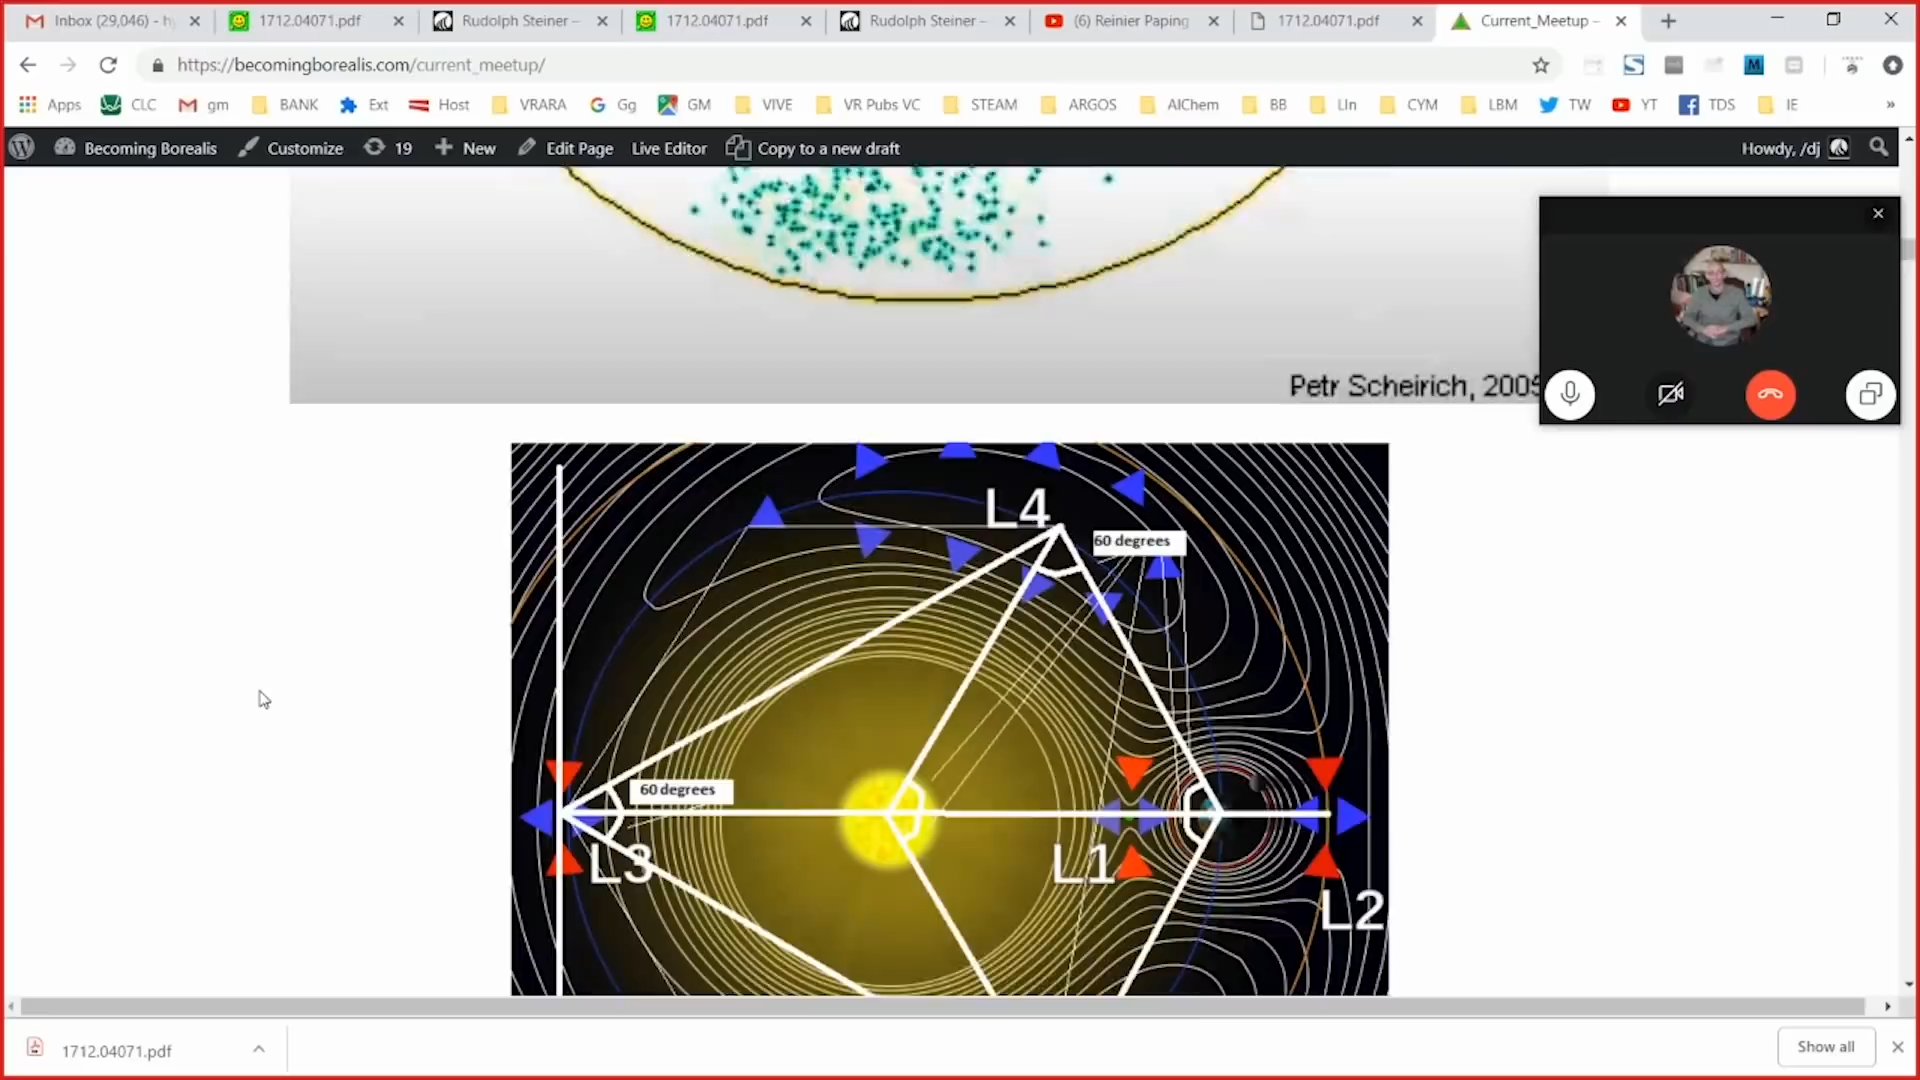 Inbox (29,046) - h
1712.04071.pdf
Rudolph Steiner –
1712.04071.pdf
Rudolph Steiner –
(6) Reinier Paping
1712.04071.pdf
Current_Meetup –
https://becomingborealis.com/current_meetup/
Apps
CLC
gm
BANK
Ext
Host
VRARA
Gg
GM
VIVE
VR Pubs VC
STEAM
ARGOS
AIChem
BB
LIn
CYM
LBM
TW
YT
TDS
IE
»
Becoming Borealis
Customize
19
New
Edit Page
Live Editor
Copy to a new draft
Howdy, /dj
Petr Scheirich, 2005
L4
60 degrees
60 degrees
L3
L1
L2
1712.04071.pdf
Show all